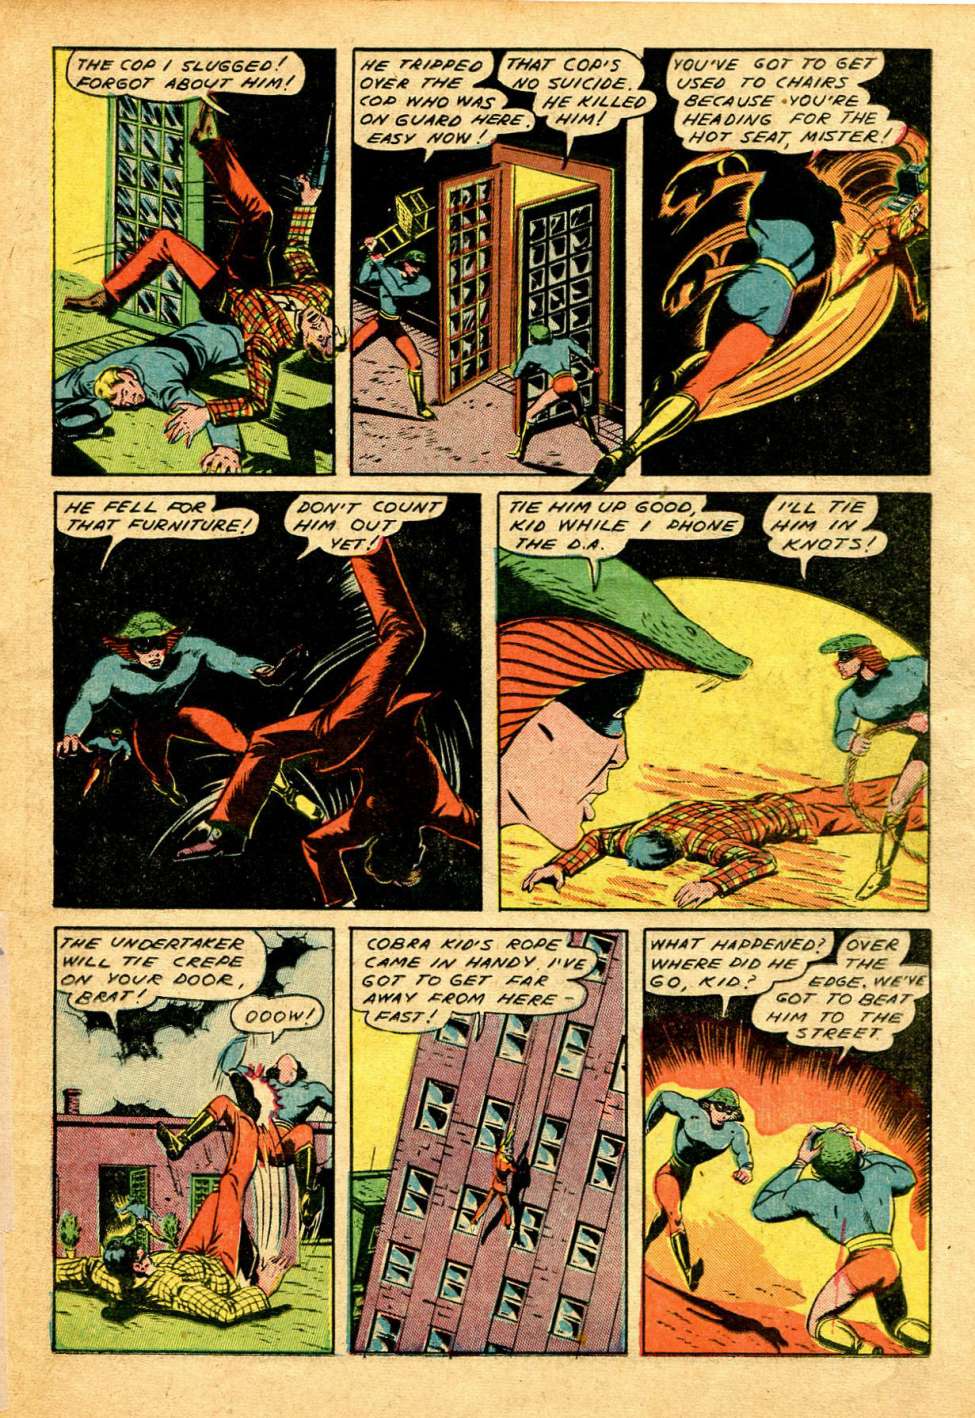 THE COP I SLUGGED!
FORGOT ABOUT HIM!
HE TRIPPED
OVER THE
COP WHO WAS
ON GUARD HERE.
EASY NOW!
THAT COP'S
NO SUICIDE.
HE KILLED
HIM!
YOU'VE GOT TO GET
USED TO CHAIRS
BECAUSE YOU'RE
HEADING FOR THE
HOT SEAT, MISTER!
HE FELL FOR
THAT FURNITURE!
DON'T COUNT
HIM OUT
YET!
TIE HIM UP GOOD,
KID WHILE I PHONE
THE D.A.
I'LL TIE
HIM IN
KNOTS!
THE UNDERTAKER
WILL TIE CREPE
ON YOUR DOOR,
BRAT!
OOOW!
COBRA KID'S ROPE
CAME IN HANDY. I'VE
GOT TO GET FAR
AWAY FROM HERE -
FAST!
WHAT HAPPENED?
WHERE DID HE
GO, KID?
OVER
THE
EDGE. WE'VE
GOT TO BEAT
HIM TO THE
STREET.